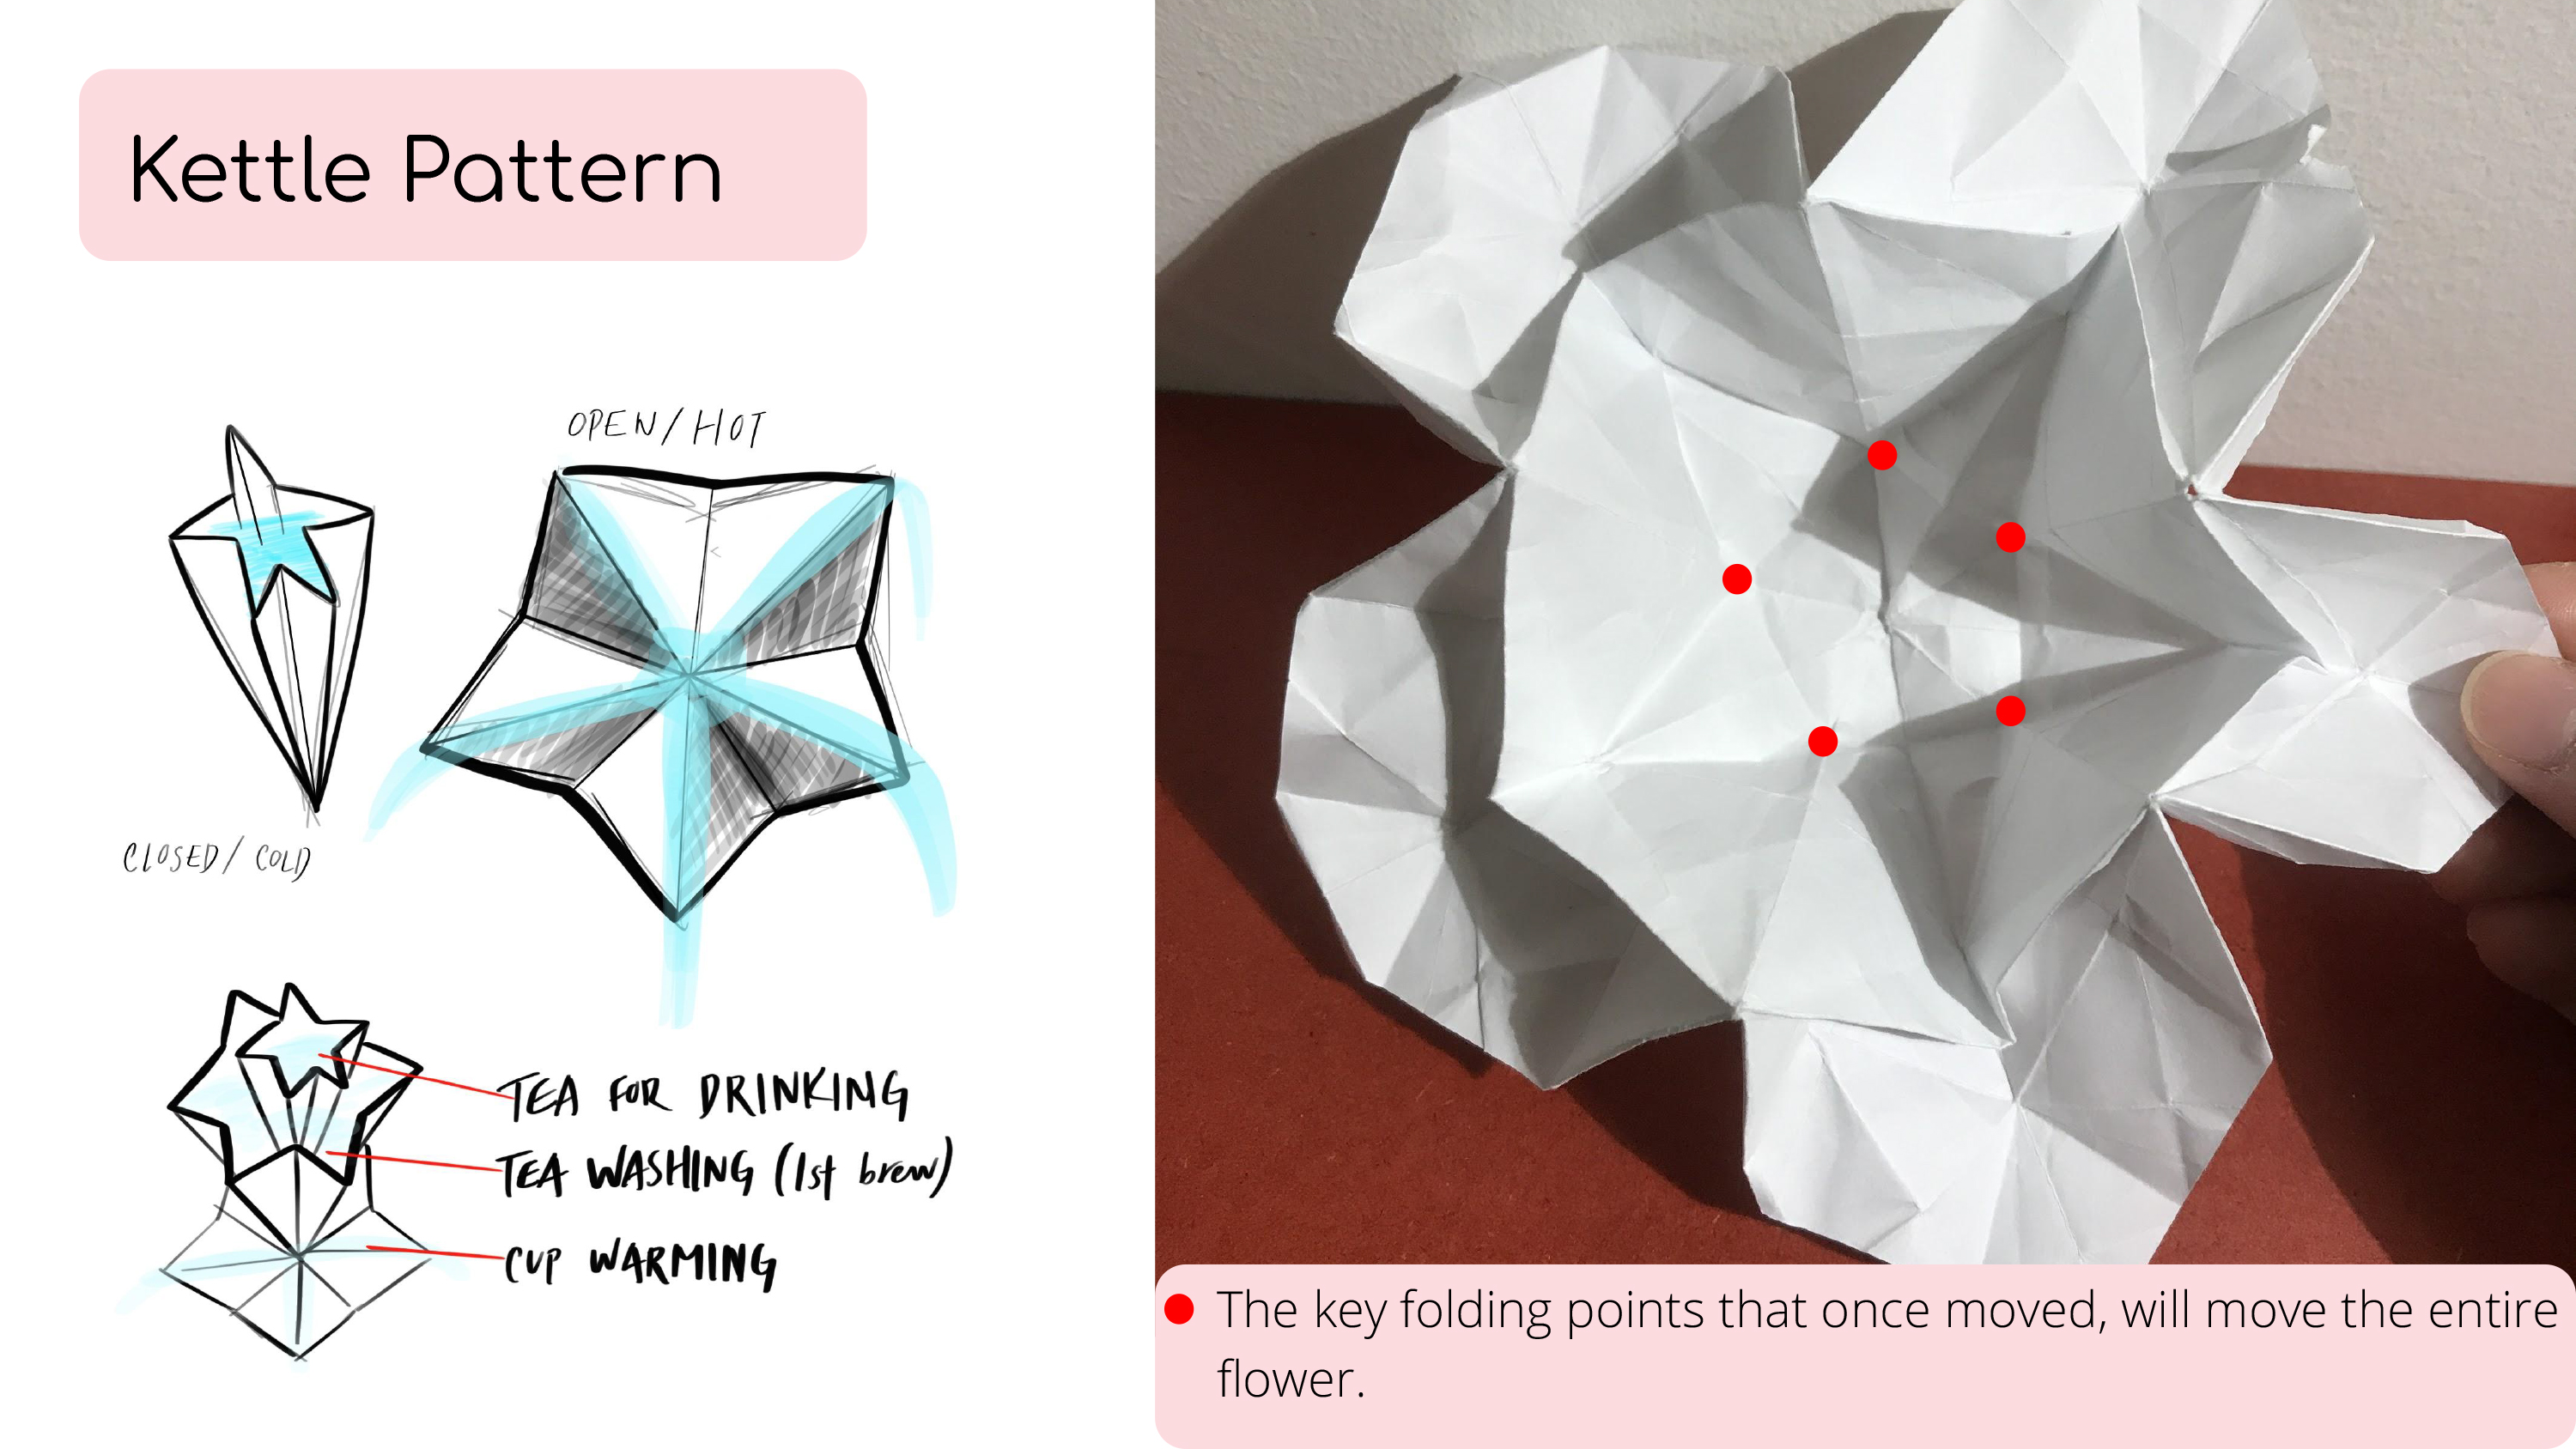 Kettle Pattern
OPEN/HOT
CLOSED/ COLD
TEA FOR DRINKING
TEA WASHING (1st brew)
CUP WARMING
The key folding points that once moved, will move the entire
flower.